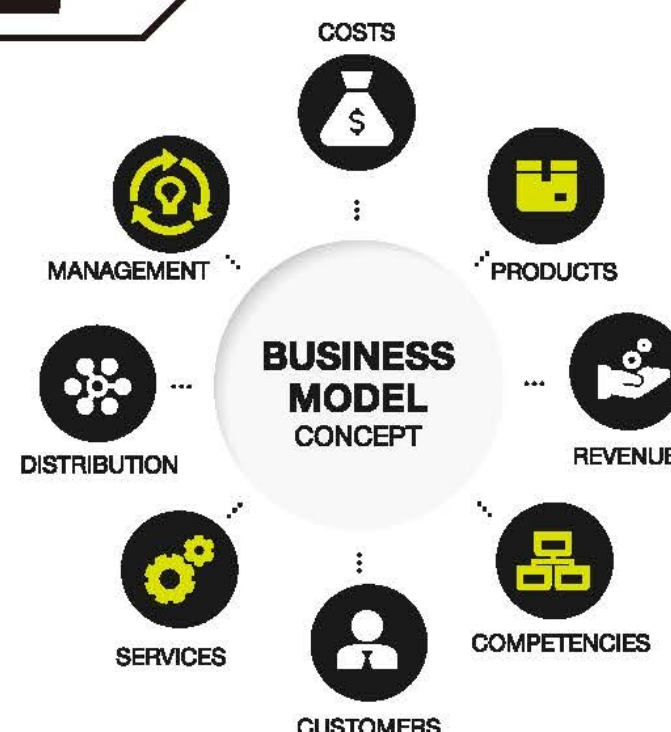 COSTS
$
PRODUCTS
REVENUE
COMPETENCIES
CUSTOMERS
SERVICES
DISTRIBUTION
MANAGEMENT
BUSINESS
MODEL
CONCEPT